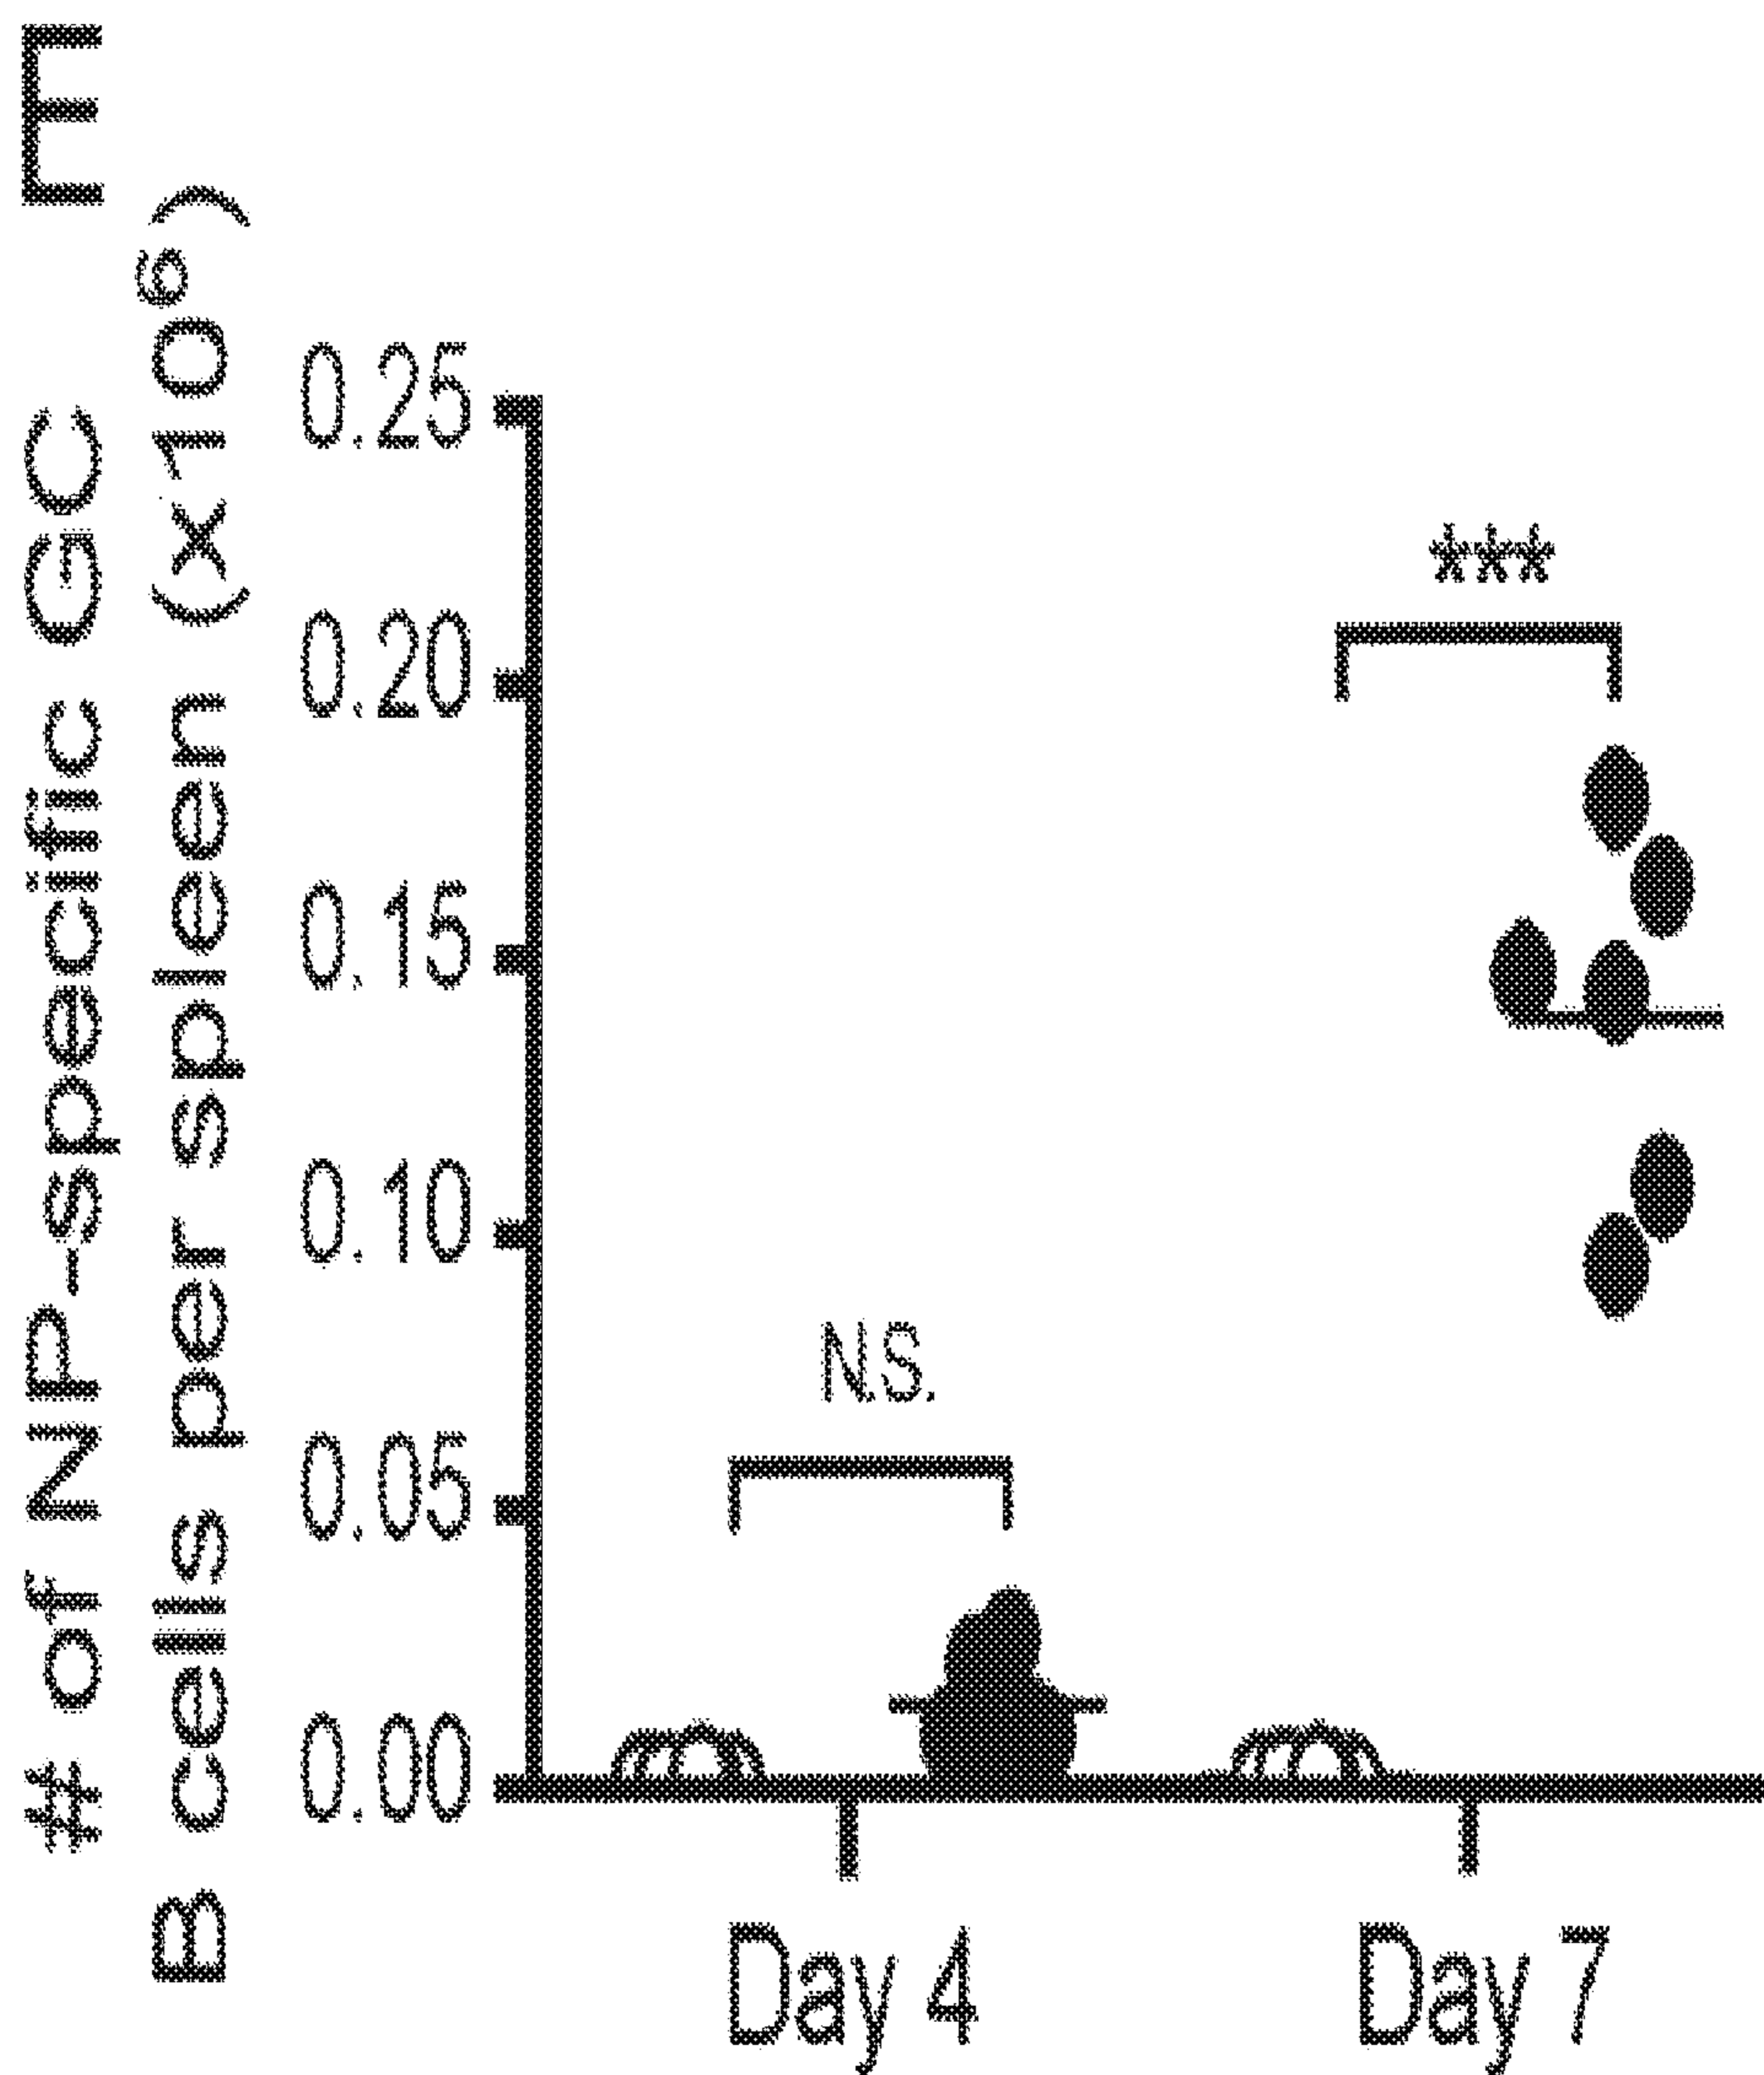 E
# of NP-specific GC
B cells per spleen (x10⁶)
0.25
0.20
0.15
0.10
0.05
0.00
***
N.S.
Day 4
Day 7